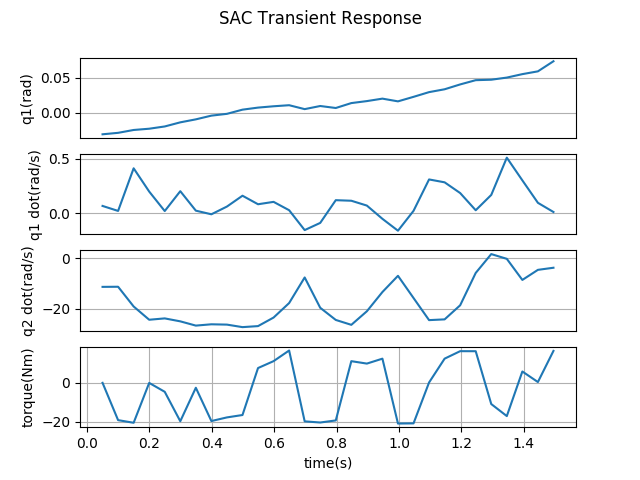 SAC Transient Response
0.05
0.00
q1(rad)
0.5
0.0
q1 dot(rad/s)
0
−20
q2 dot(rad/s)
0
−20
torque(Nm)
0.0 0.2 0.4 0.6 0.8 1.0 1.2 1.4
time(s)